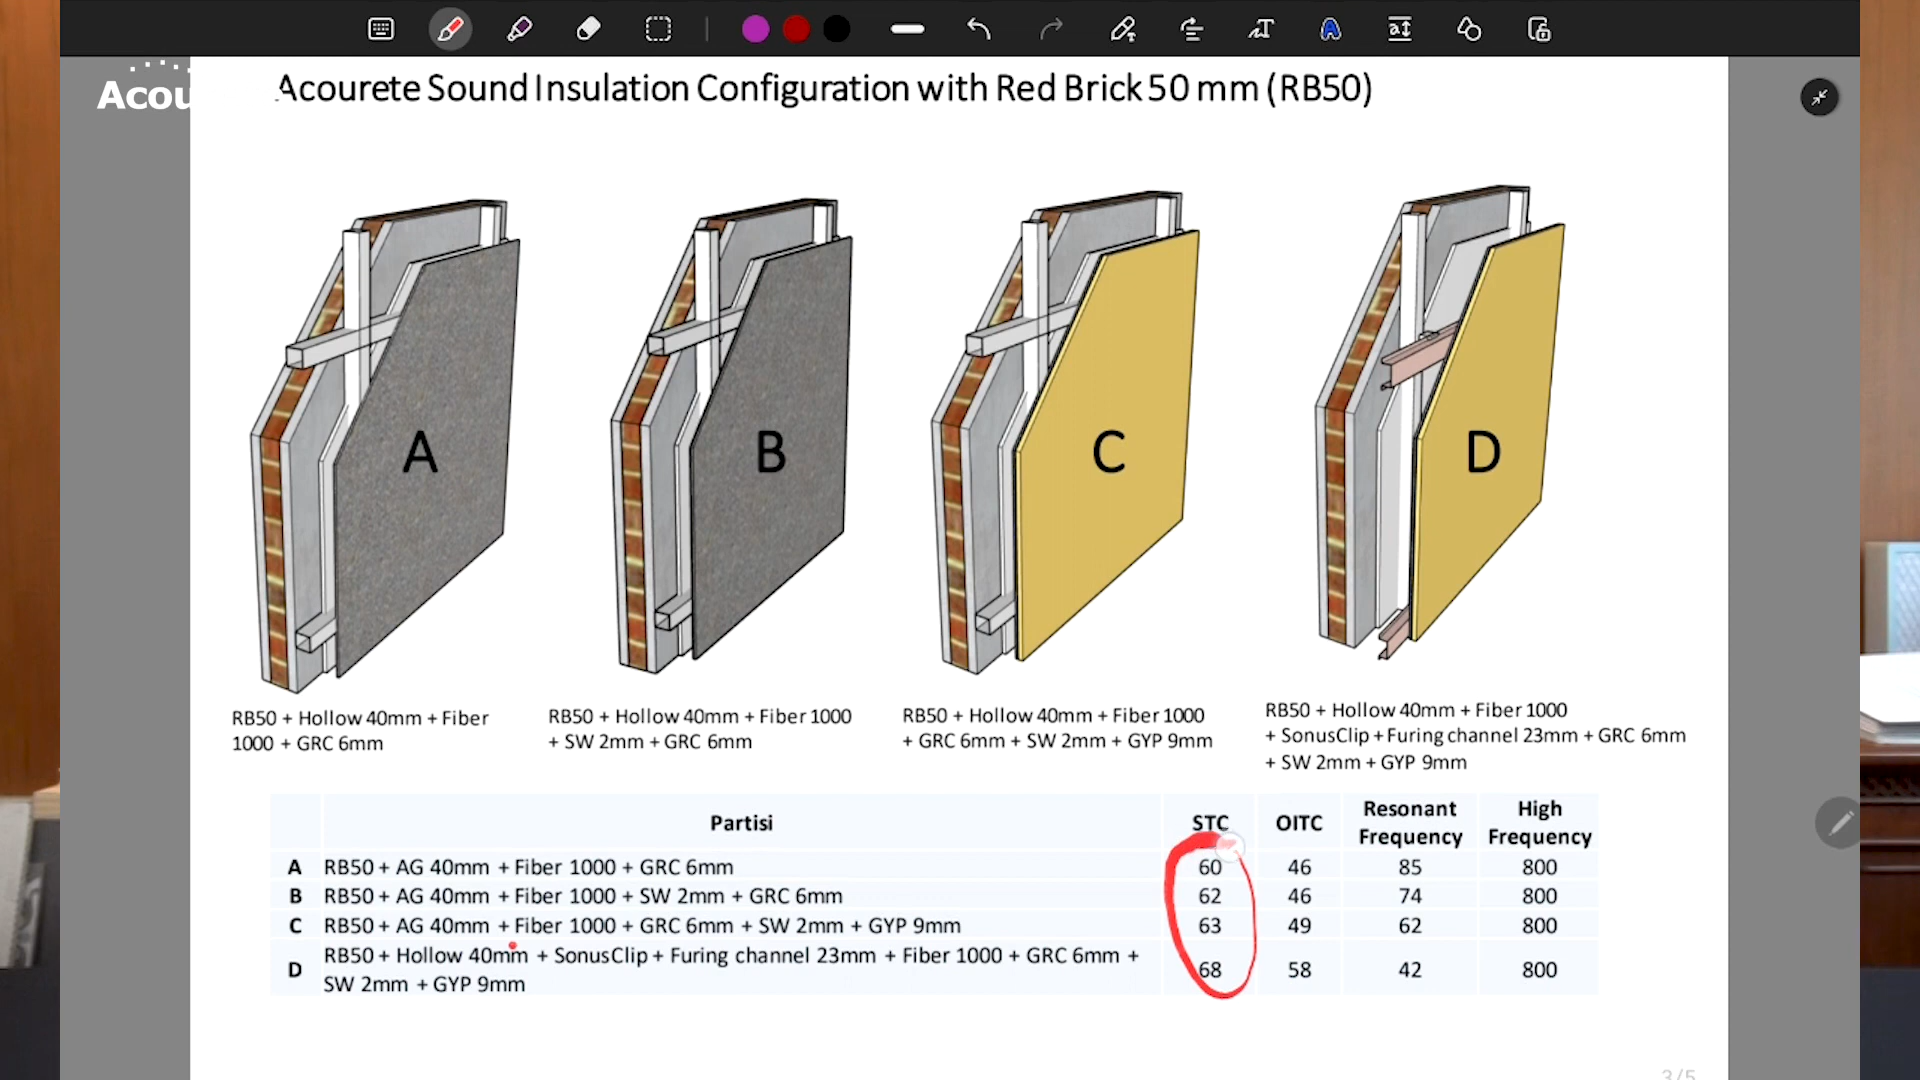 Acou
Acourete Sound Insulation Configuration with Red Brick 50 mm (RB50)
A
B
C
D
RB50 + Hollow 40mm + Fiber
1000 + GRC 6mm
RB50 + Hollow 40mm + Fiber 1000
+ SW 2mm + GRC 6mm
RB50 + Hollow 40mm + Fiber 1000
+ GRC 6mm + SW 2mm + GYP 9mm
RB50 + Hollow 40mm + Fiber 1000
+ SonusClip + Furing channel 23mm + GRC 6mm
+ SW 2mm + GYP 9mm
Partisi STC OITC Resonant Frequency High Frequency
A RB50 + AG 40mm + Fiber 1000 + GRC 6mm 60 46 85 800
B RB50 + AG 40mm + Fiber 1000 + SW 2mm + GRC 6mm 62 46 74 800
C RB50 + AG 40mm + Fiber 1000 + GRC 6mm + SW 2mm + GYP 9mm 63 49 62 800
D RB50 + Hollow 40mm + SonusClip + Furing channel 23mm + Fiber 1000 + GRC 6mm +
SW 2mm + GYP 9mm 68 58 42 800
3/5